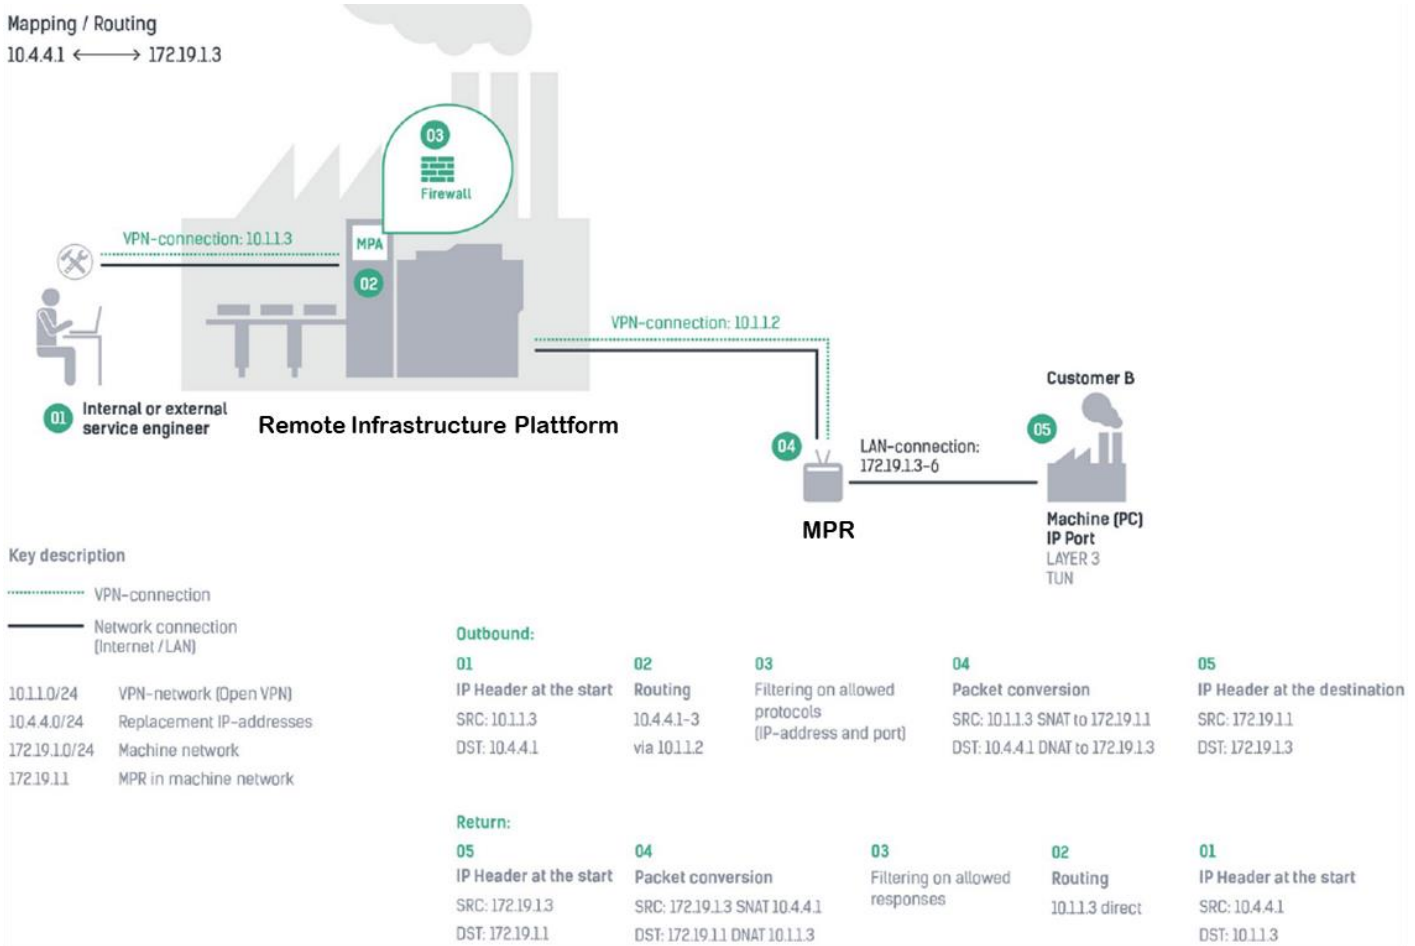 Mapping / Routing
10.4.4.1 ⟷ 172.19.1.3
03
Firewall
VPN-connection: 10.1.1.3
MPA
02
VPN-connection: 10.1.1.2
01
Internal or external
service engineer
Remote Infrastructure Plattform
Customer B
05
04
LAN-connection:
172.19.1.3-6
MPR
Machine (PC)
IP Port
LAYER 3
TUN
Key description
VPN-connection
Network connection
(Internet / LAN)
10.1.1.0/24 VPN-network (Open VPN)
10.4.4.0/24 Replacement IP-addresses
172.19.1.0/24 Machine network
172.19.1.1 MPR in machine network
Outbound:
01
IP Header at the start
SRC: 10.1.1.3
DST: 10.4.4.1
02
Routing
10.4.4.1-3
via 10.1.1.2
03
Filtering on allowed
protocols
(IP-address and port)
04
Packet conversion
SRC: 10.1.1.3 SNAT to 172.19.1.1
DST: 10.4.4.1 DNAT to 172.19.1.3
05
IP Header at the destination
SRC: 172.19.1.1
DST: 172.19.1.3
Return:
05
IP Header at the start
SRC: 172.19.1.3
DST: 172.19.1.1
04
Packet conversion
SRC: 172.19.1.3 SNAT 10.4.4.1
DST: 172.19.1.1 DNAT 10.1.1.3
03
Filtering on allowed
responses
02
Routing
10.1.1.3 direct
01
IP Header at the start
SRC: 10.4.4.1
DST: 10.1.1.3